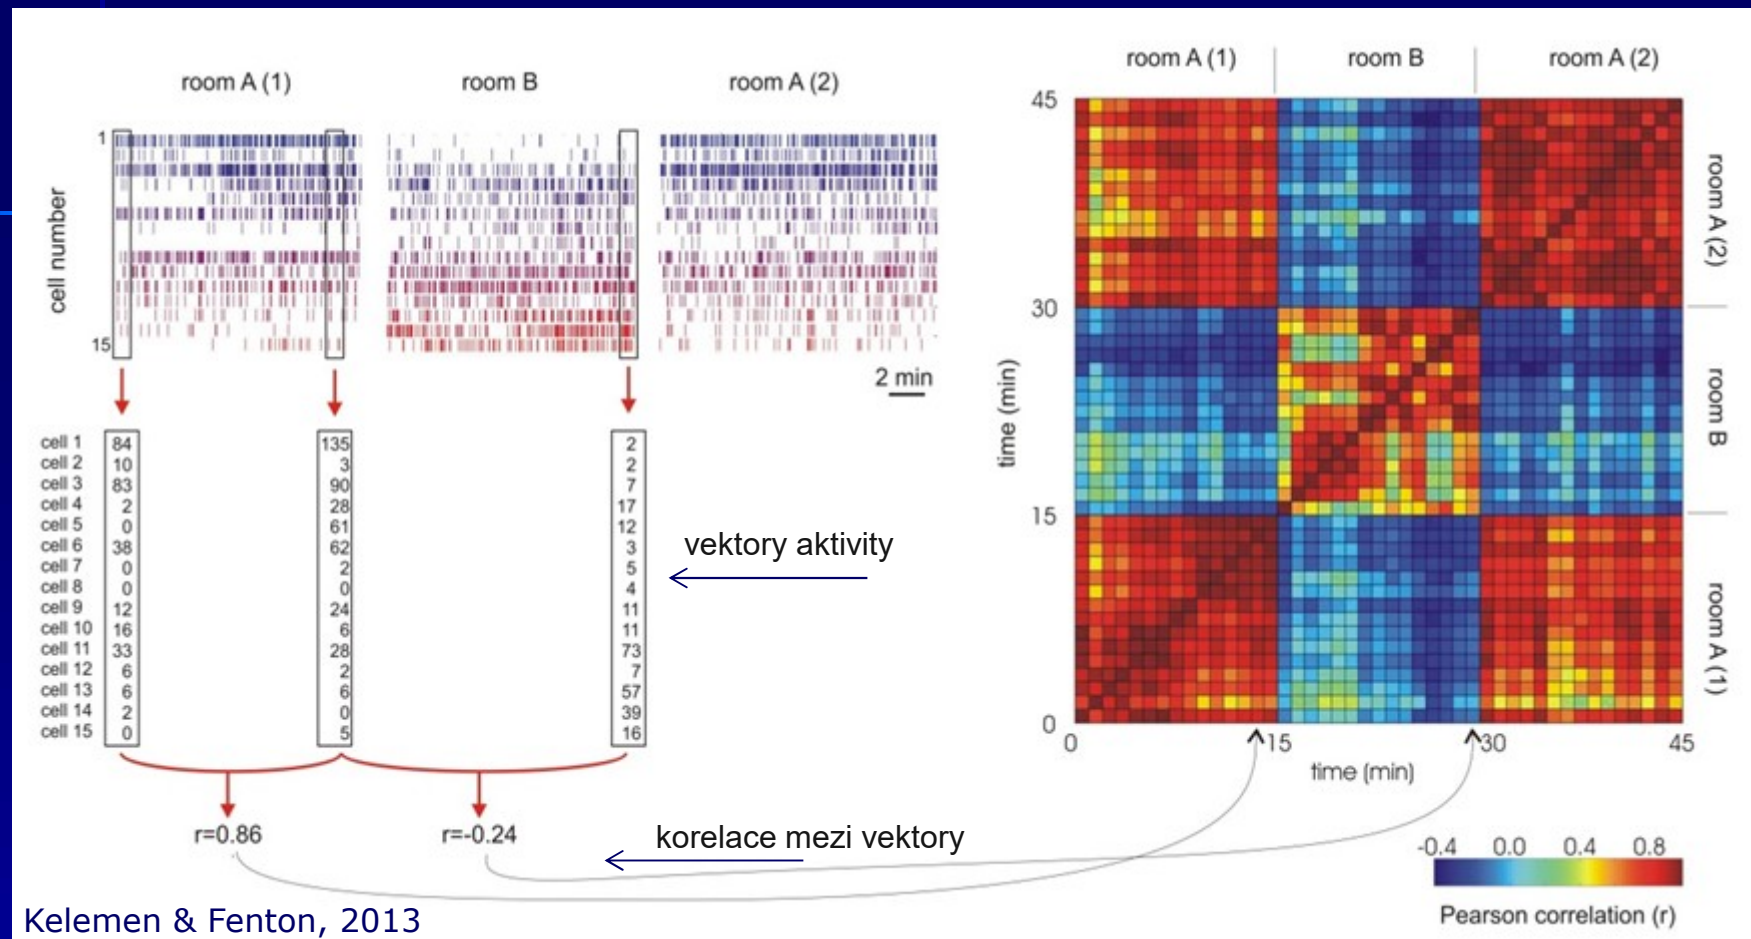 room A (1)
room B
room A (2)
1
15
cell number
2 min
cell 1 84 135 2
cell 2 10 3 2
cell 3 83 90 7
cell 4 2 28 17
cell 5 0 61 12
cell 6 38 62 3
cell 7 0 2 5
cell 8 0 0 4
cell 9 12 24 11
cell 10 16 6 11
cell 11 33 28 73
cell 12 6 2 7
cell 13 6 6 57
cell 14 2 0 39
cell 15 0 5 16
vektory aktivity
r=0.86
r=-0.24
korelace mezi vektory
Kelemen & Fenton, 2013
room A (1)
room B
room A (2)
45
30
15
0
time (min)
room A (2)
room B
room A (1)
0
15
30
45
time (min)
-0.4 0.0 0.4 0.8
Pearson correlation (r)